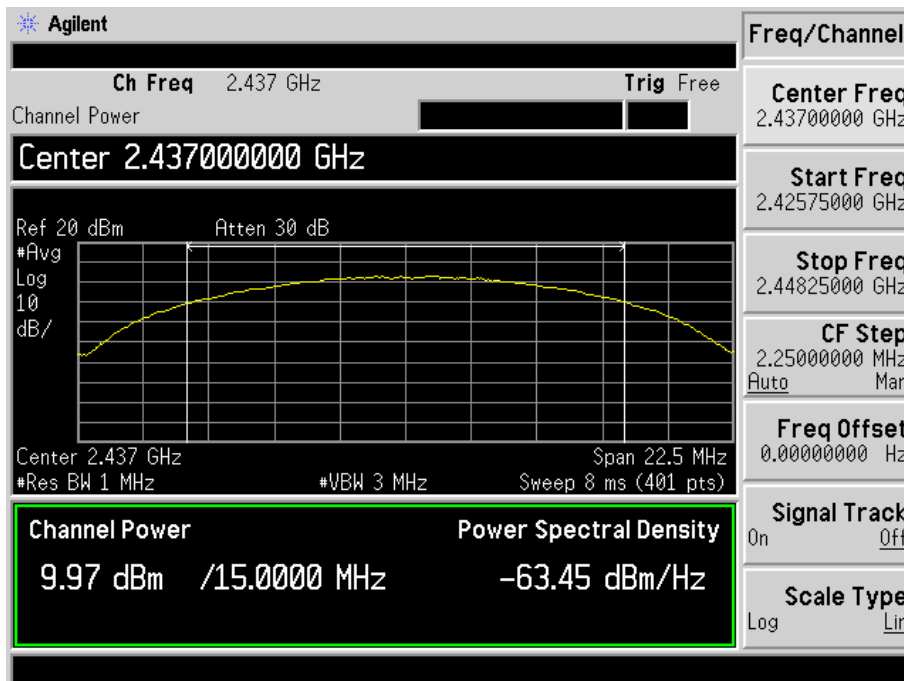 Agilent
Freq/Channel
Ch Freq 2.437 GHz Trig Free
Channel Power
Center 2.437000000 GHz
Ref 20 dBm Atten 30 dB
#Avg
Log
10
dB/
Center 2.437 GHz Span 22.5 MHz
#Res BW 1 MHz #VBW 3 MHz Sweep 8 ms (401 pts)
Channel Power Power Spectral Density
9.97 dBm /15.0000 MHz -63.45 dBm/Hz
Center Freq
2.43700000 GHz
Start Freq
2.42575000 GHz
Stop Freq
2.44825000 GHz
CF Step
2.25000000 MHz
Auto Man
Freq Offset
0.00000000 Hz
Signal Track
On Off
Scale Type
Log Lin